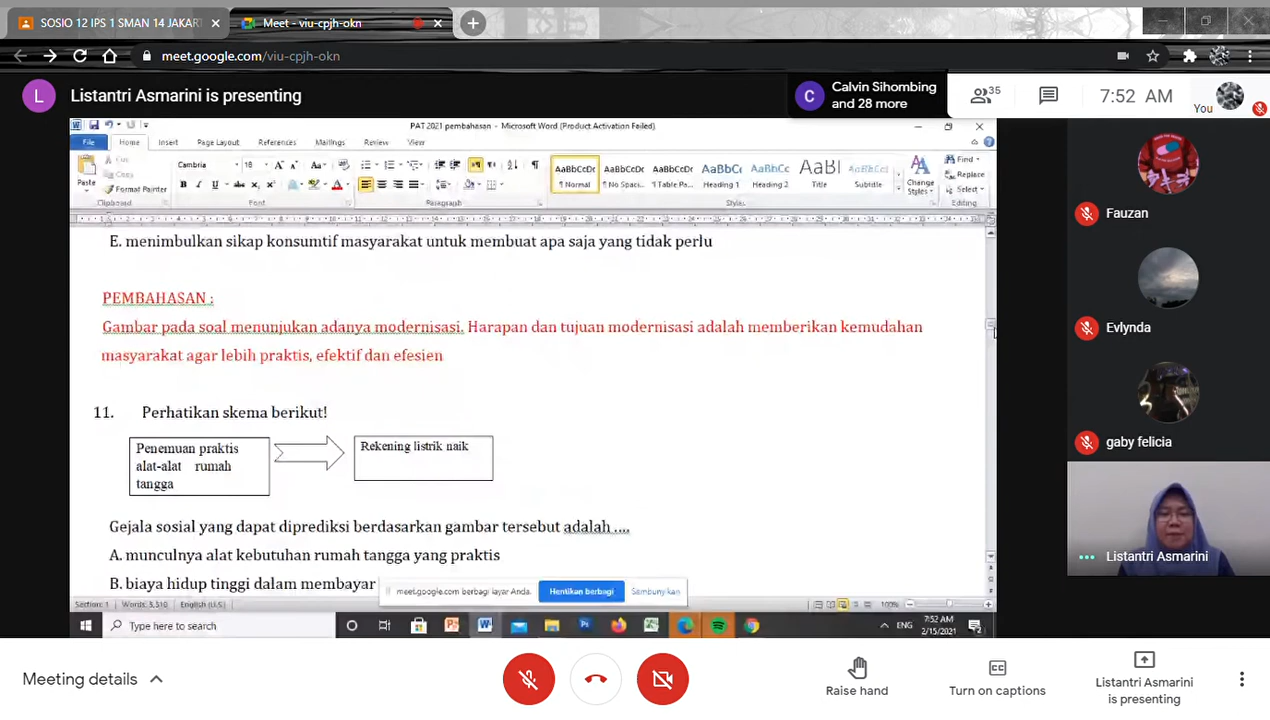 SOSIO 12 IPS 1 SMAN 14 JAKART
Meet - viu-cpjh-okn
meet.google.com/viu-cpjh-okn
L
Listantri Asmarini is presenting
C
Calvin Sihombing
and 28 more
35
7:52 AM
You
PAT 2021 pembahasan - Microsoft Word (Product Activation Failed)
File Home Insert Page Layout References Mailings Review View
Paste
Cut
Copy
Format Painter
Clipboard
Cambria
Font
Paragraph
AaBbCcDc AaBbCcDc AaBbCcDc AaBbCc AaBbCc AaBl AaBbCcl
¶ Normal ¶ No Spaci... ¶ Table Pa... Heading 1 Heading 2 Title Subtitle
Styles
Change
Styles
Find
Replace
Select
Editing
E. menimbulkan sikap konsumtif masyarakat untuk membuat apa saja yang tidak perlu
PEMBAHASAN :
Gambar pada soal menunjukan adanya modernisasi. Harapan dan tujuan modernisasi adalah memberikan kemudahan
masyarakat agar lebih praktis, efektif dan efesien
11. Perhatikan skema berikut!
Penemuan praktis
alat-alat rumah
tangga
Rekening listrik naik
Gejala sosial yang dapat diprediksi berdasarkan gambar tersebut adalah ....
A. munculnya alat kebutuhan rumah tangga yang praktis
B. biaya hidup tinggi dalam membayar
meet.google.com berbagi layar Anda.
Hentikan berbagi
Sembunyikan
Section: 1 Words: 3,510 English (U.S.)
100%
Type here to search
ENG
7:52 AM
2/15/2021
Fauzan
Evlynda
gaby felicia
Listantri Asmarini
Meeting details
Raise hand
Turn on captions
Listantri Asmarini
is presenting